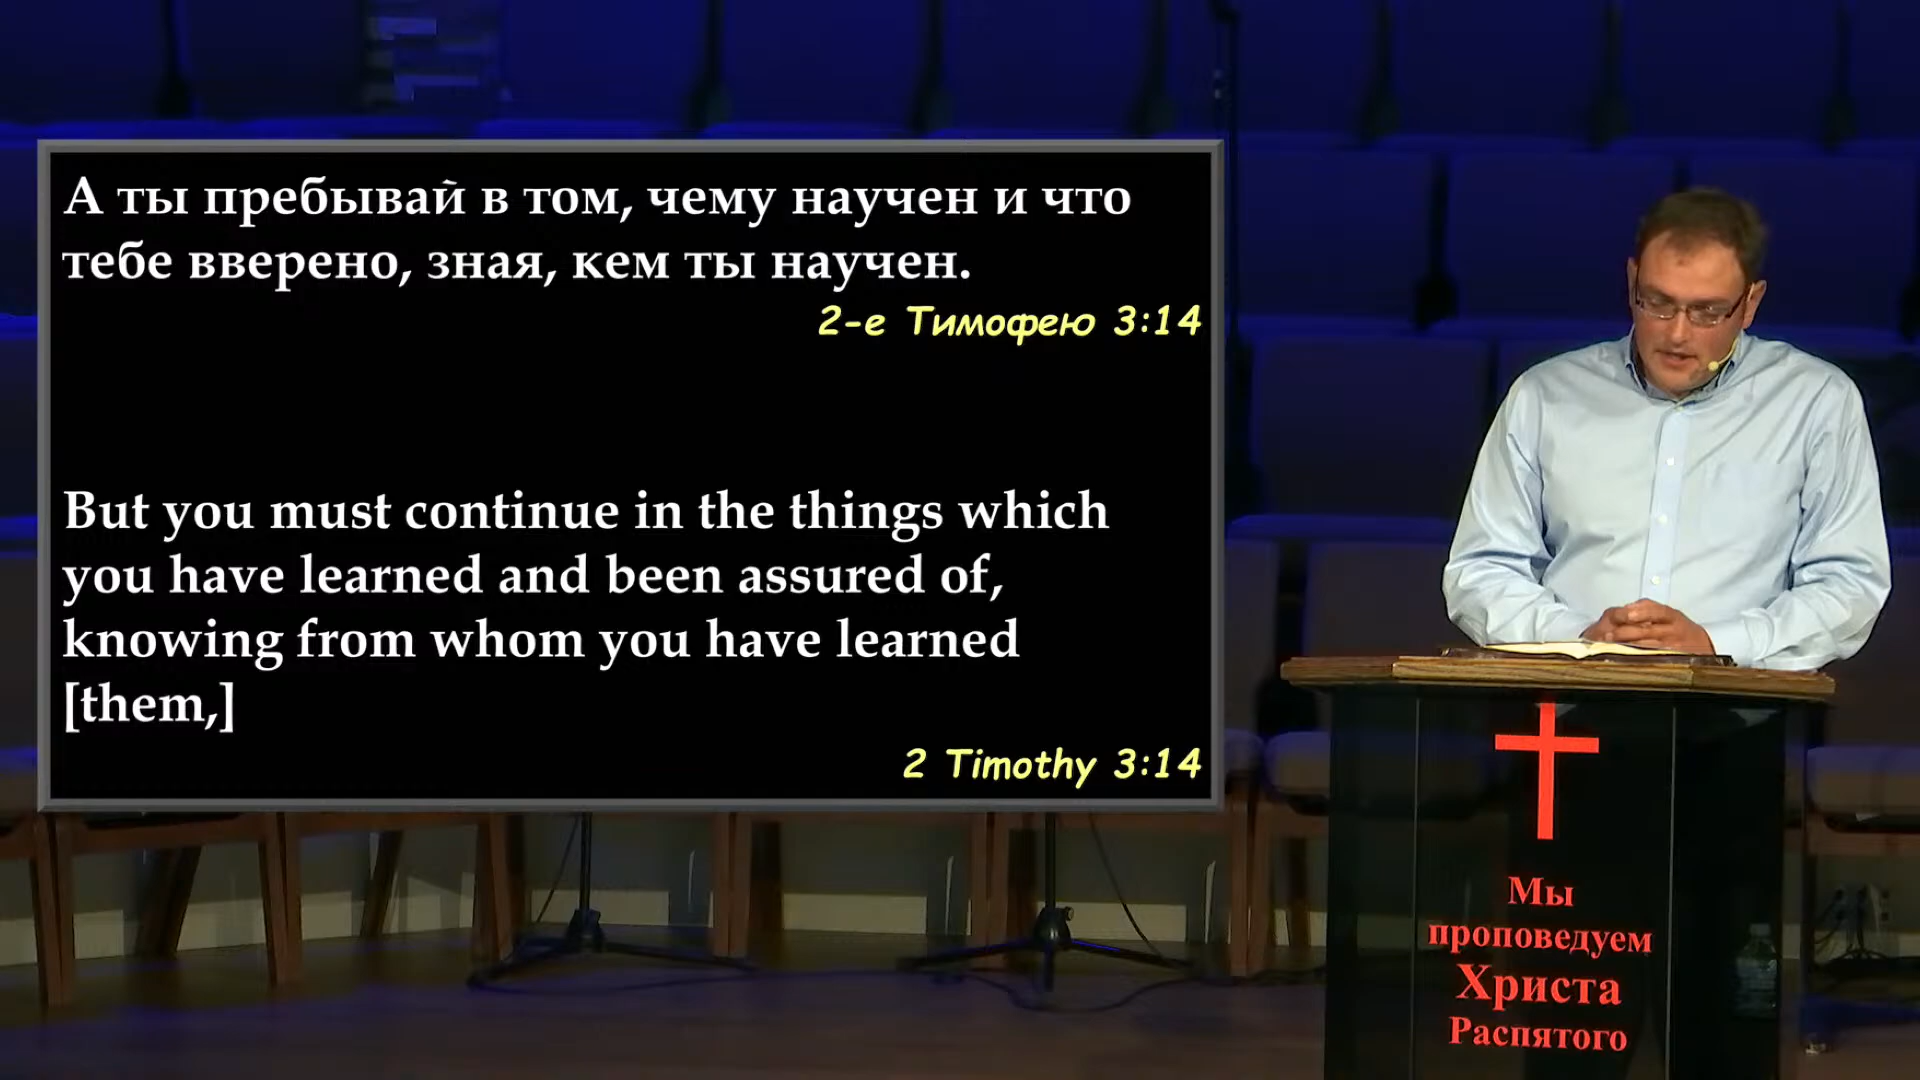 А ты пребывай в том, чему научен и что
тебе вверено, зная, кем ты научен.
2-е Тимофею 3:14
But you must continue in the things which
you have learned and been assured of,
knowing from whom you have learned
[them,]
2 Timothy 3:14
Мы
проповедуем
Христа
Распятого